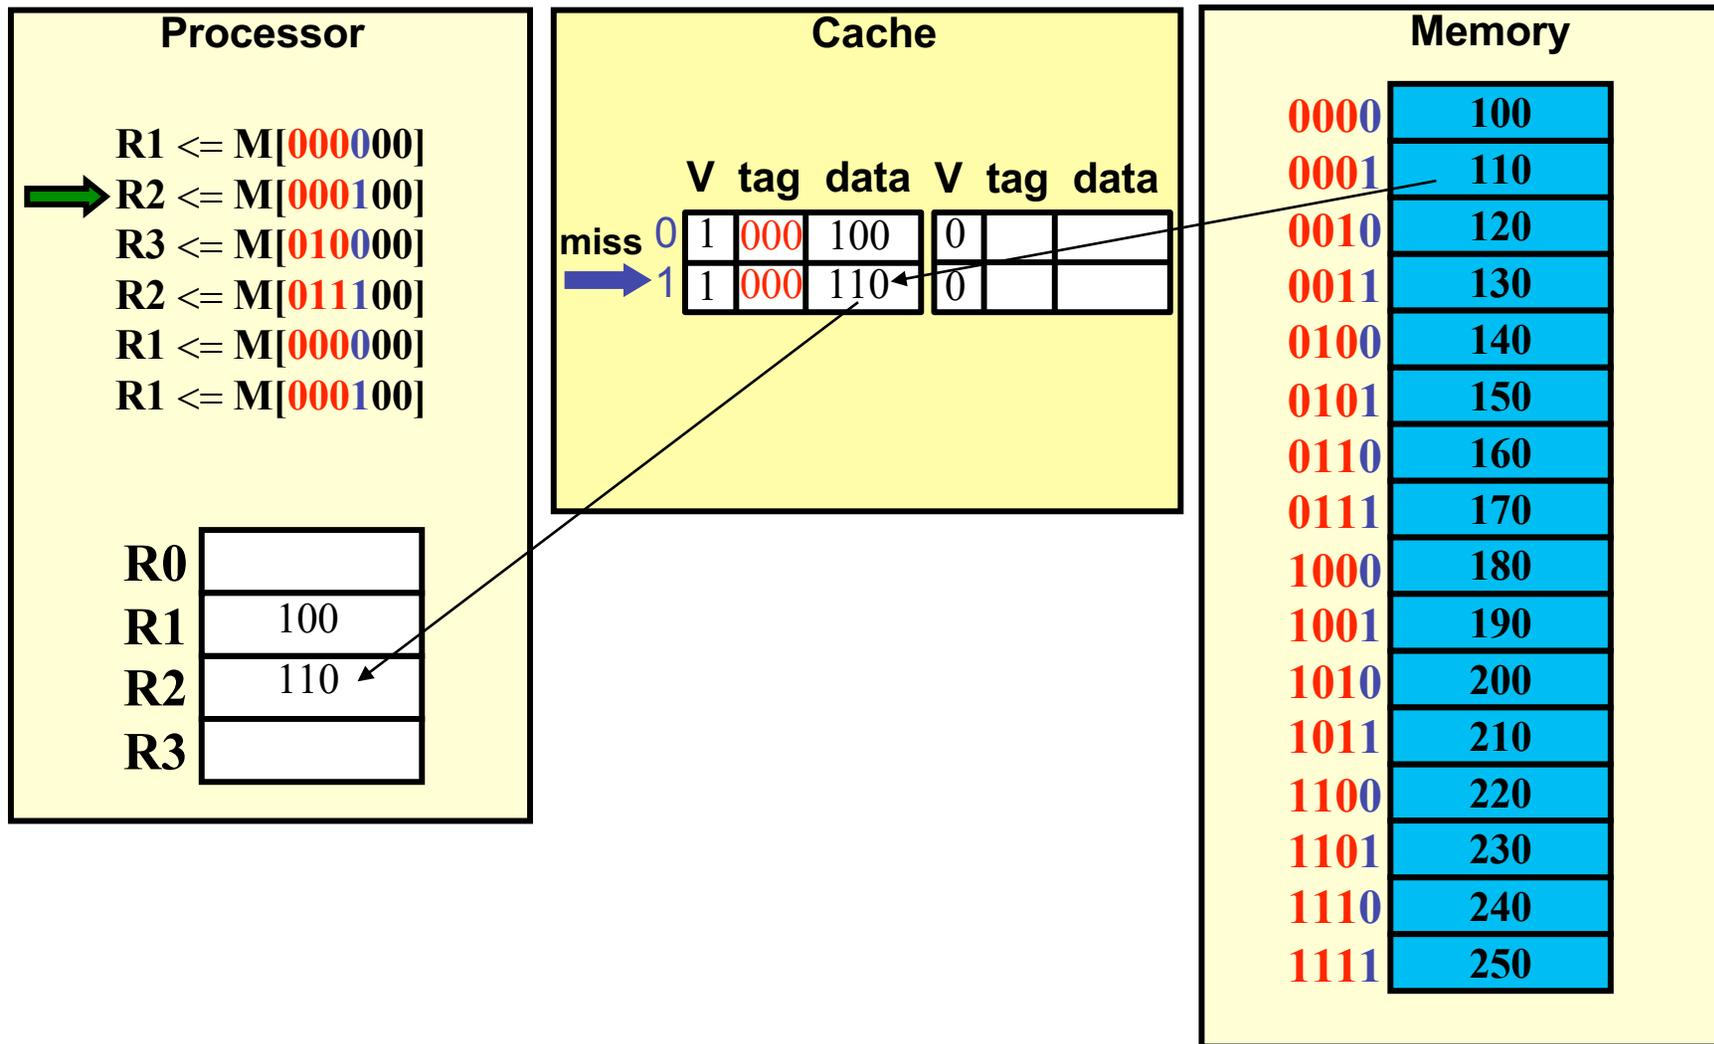 Processor
R1 <= M[000000]
R2 <= M[000100]
R3 <= M[010000]
R2 <= M[011100]
R1 <= M[000000]
R1 <= M[000100]
R0
R1 100
R2 110
R3
Cache
V tag data V tag data
miss 0 1 000 100 0
1 1 000 110 0
Memory
0000 100
0001 110
0010 120
0011 130
0100 140
0101 150
0110 160
0111 170
1000 180
1001 190
1010 200
1011 210
1100 220
1101 230
1110 240
1111 250